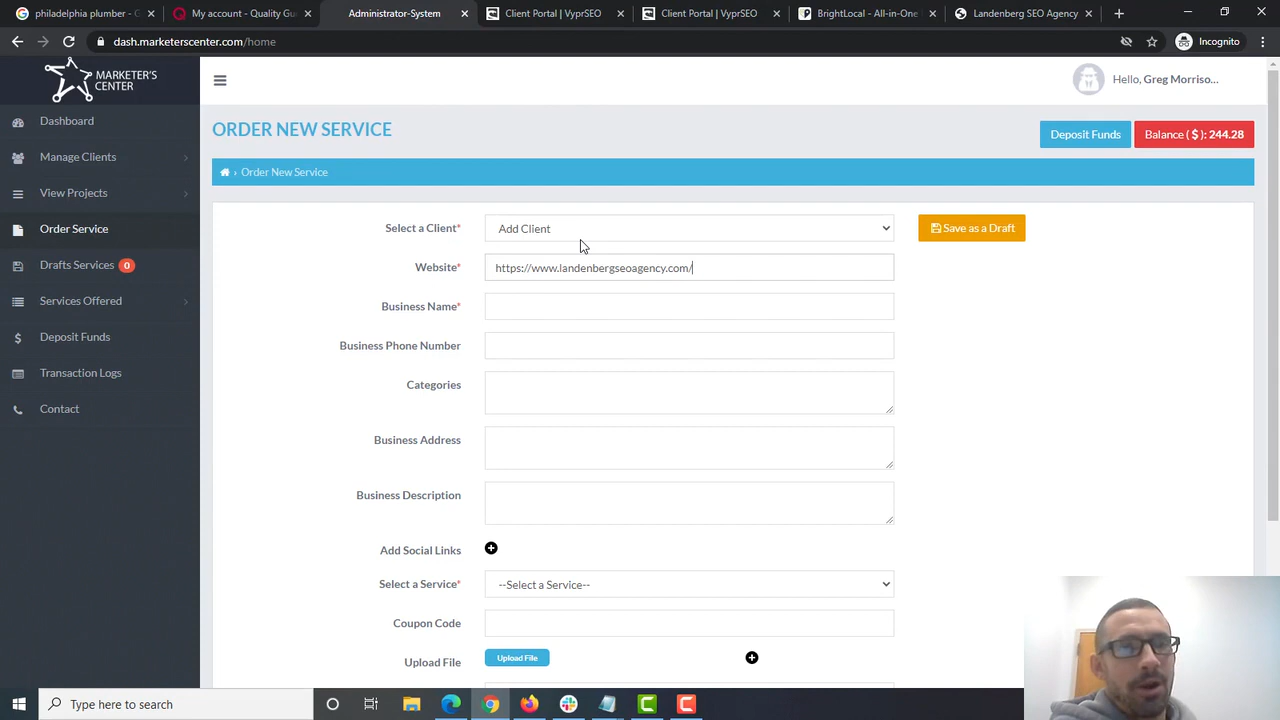 philadelphia plumber - G
My account - Quality Gu
Administrator-System
Client Portal | VyprSEO
Client Portal | VyprSEO
BrightLocal - All-in-One
Landenberg SEO Agency
dash.marketerscenter.com/home
Incognito
MARKETER'S
CENTER
Hello, Greg Morriso...
Dashboard
Manage Clients
View Projects
Order Service
Drafts Services 0
Services Offered
Deposit Funds
Transaction Logs
Contact
ORDER NEW SERVICE
Deposit Funds
Balance ( $ ): 244.28
› Order New Service
Select a Client* Add Client
Save as a Draft
Website* https://www.landenbergseoagency.com/
Business Name*
Business Phone Number
Categories
Business Address
Business Description
Add Social Links
Select a Service* --Select a Service--
Coupon Code
Upload File Upload File
Type here to search